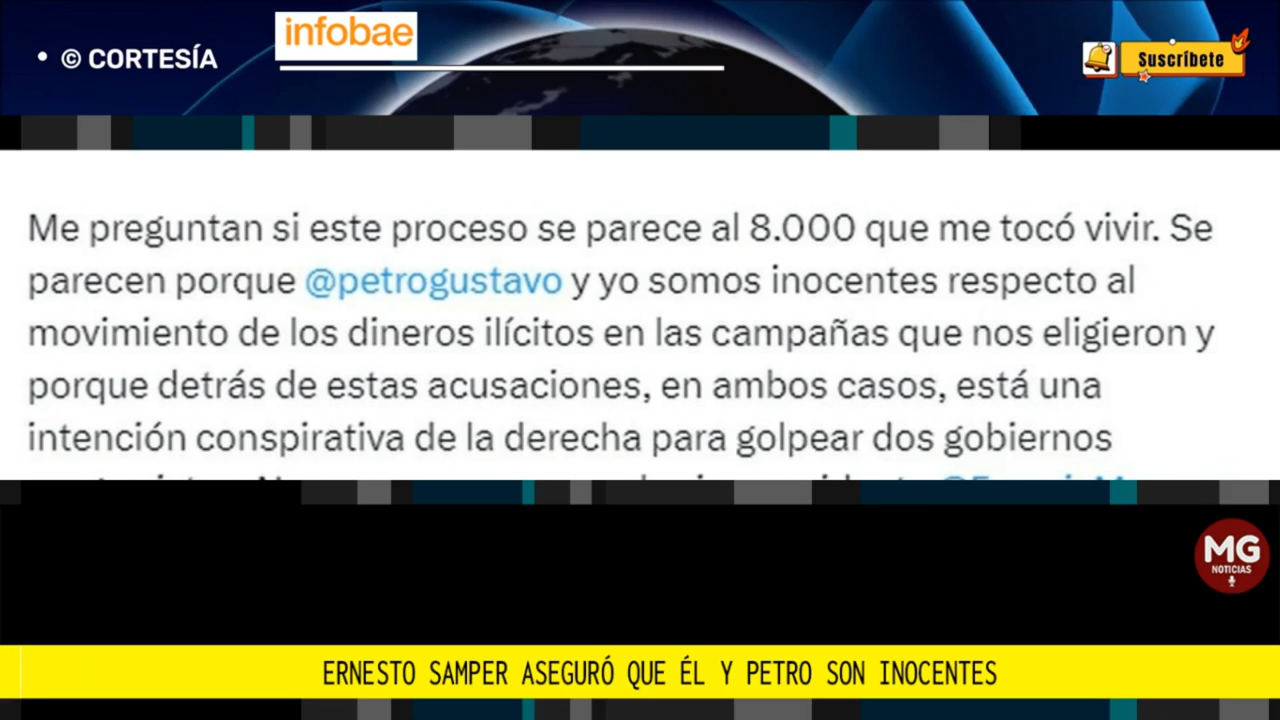 infobae
• © CORTESÍA
Suscríbete
Me preguntan si este proceso se parece al 8.000 que me tocó vivir. Se
parecen porque @petrogustavo y yo somos inocentes respecto al
movimiento de los dineros ilícitos en las campañas que nos eligieron y
porque detrás de estas acusaciones, en ambos casos, está una
intención conspirativa de la derecha para golpear dos gobiernos
MG
NOTICIAS
ERNESTO SAMPER ASEGURÓ QUE ÉL Y PETRO SON INOCENTES